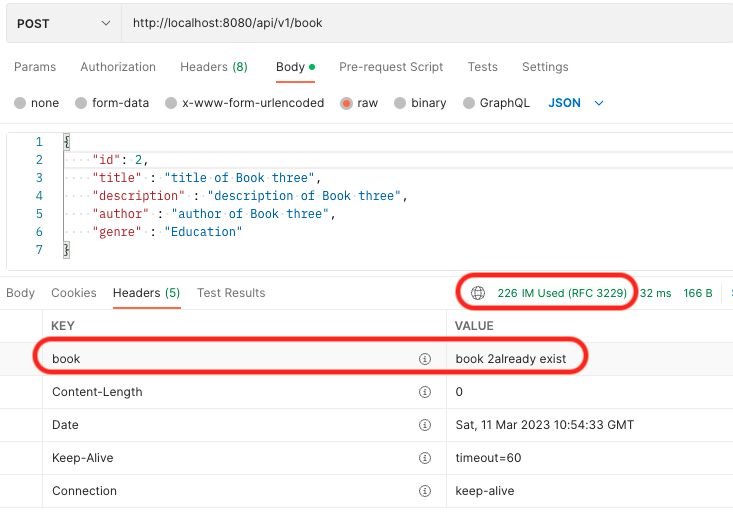 POST http://localhost:8080/api/v1/book
Params Authorization Headers (8) Body Pre-request Script Tests Settings
none form-data x-www-form-urlencoded raw binary GraphQL JSON
1 {
2 ····"id": 2,
3 ····"title" : "title of Book three",
4 ····"description" : "description of Book three",
5 ····"author" : "author of Book three",
6 ····"genre" : "Education"
7 }
Body Cookies Headers (5) Test Results 226 IM Used (RFC 3229) 32 ms 166 B
KEY VALUE
book book 2already exist
Content-Length 0
Date Sat, 11 Mar 2023 10:54:33 GMT
Keep-Alive timeout=60
Connection keep-alive